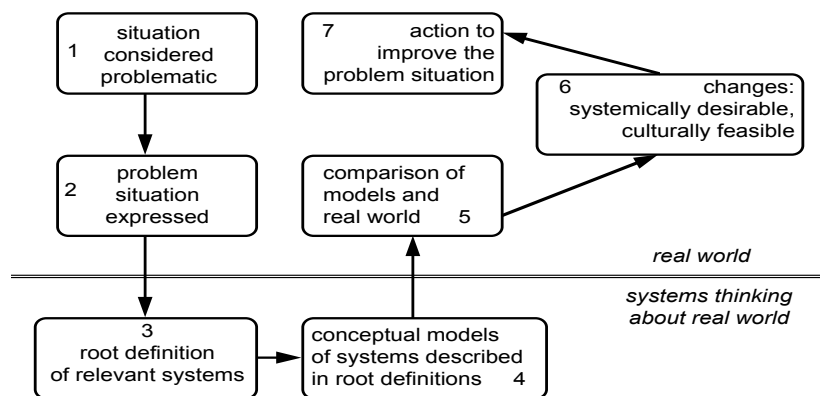 1
situation
considered
problematic
2
problem
situation
expressed
3
root definition
of relevant systems
conceptual models
of systems described
in root definitions 4
comparison of
models and
real world 5
6 changes:
systemically desirable,
culturally feasible
7 action to
improve the
problem situation
real world
systems thinking
about real world